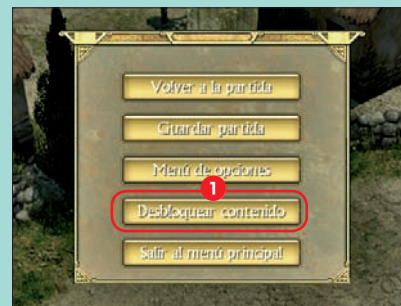 Volver a la partida
Guardar partida
Menú de opciones
1
Desbloquear contenido
Salir al menú principal